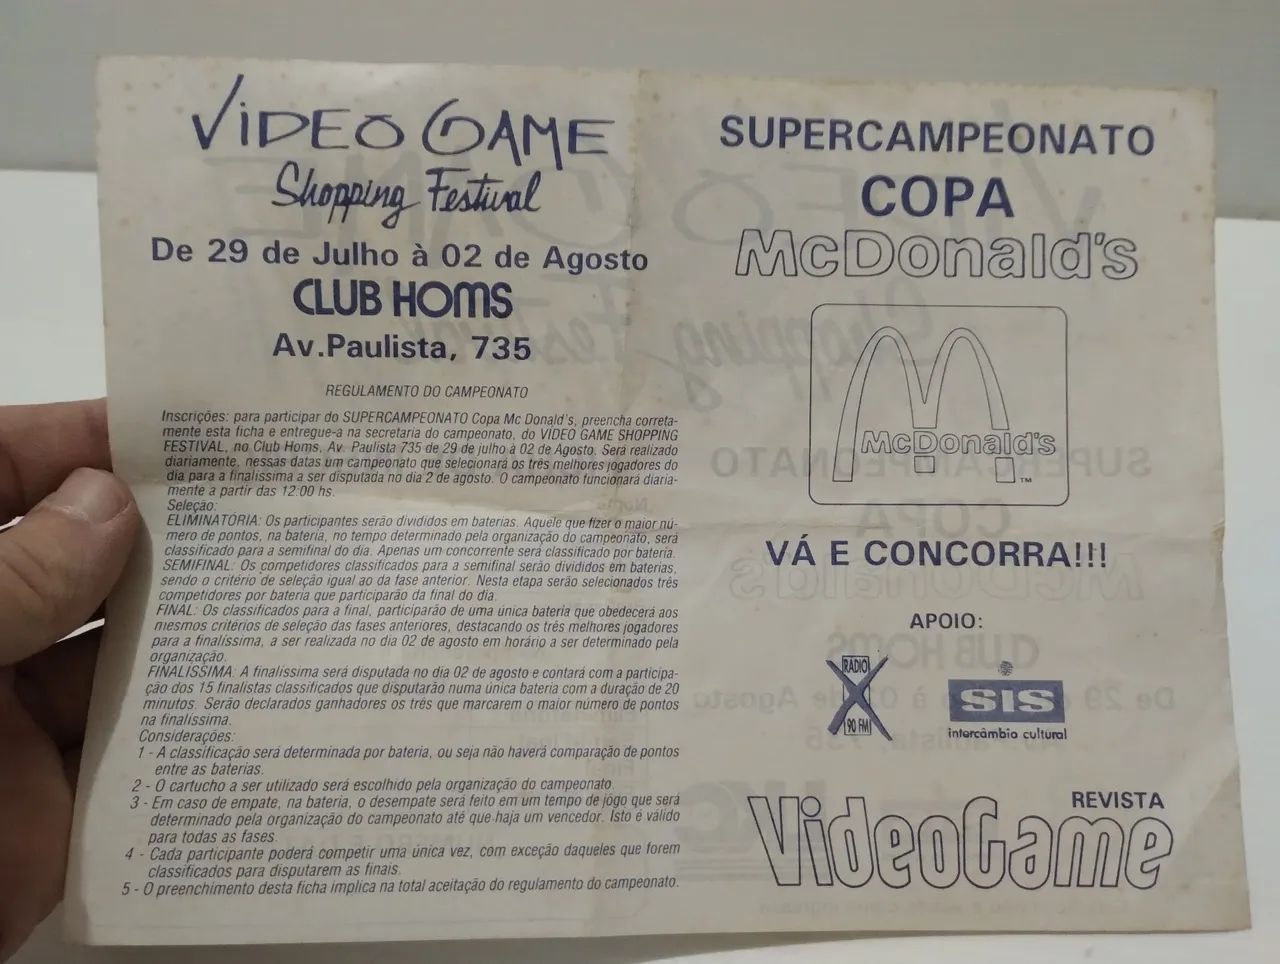 VIDEO GAME
Shopping Festival
De 29 de Julho à 02 de Agosto
CLUB HOMS
Av.Paulista, 735
REGULAMENTO DO CAMPEONATO
Inscrições: para participar do SUPERCAMPEONATO Copa Mc Donald's, preencha correta-
mente esta ficha e entregue-a na secretaria do campeonato, do VIDEO GAME SHOPPING
FESTIVAL, no Club Homs, Av. Paulista 735 de 29 de julho à 02 de Agosto. Será realizado
diariamente, nessas datas um campeonato que selecionará os três melhores jogadores do
dia para a finalíssima a ser disputada no dia 2 de agosto. O campeonato funcionará diaria-
mente a partir das 12:00 hs.
Seleção:
ELIMINATÓRIA: Os participantes serão divididos em baterias. Aquele que fizer o maior nú-
mero de pontos, na bateria, no tempo determinado pela organização do campeonato, será
classificado para a semifinal do dia. Apenas um concorrente será classificado por bateria.
SEMIFINAL: Os competidores classificados para a semifinal serão divididos em baterias,
sendo o critério de seleção igual ao da fase anterior. Nesta etapa serão selecionados três
competidores por bateria que participarão da final do dia.
FINAL: Os classificados para a final, participarão de uma única bateria que obedecerá aos
mesmos critérios de seleção das fases anteriores, destacando os três melhores jogadores
para a finalíssima, a ser realizada no dia 02 de agosto em horário a ser determinado pela
organização.
FINALÍSSIMA: A finalíssima será disputada no dia 02 de agosto e contará com a participa-
ção dos 15 finalistas classificados que disputarão numa única bateria com a duração de 20
minutos. Serão declarados ganhadores os três que marcarem o maior número de pontos
na finalíssima.
Considerações:
1 - A classificação será determinada por bateria, ou seja não haverá comparação de pontos
entre as baterias.
2 - O cartucho a ser utilizado será escolhido pela organização do campeonato.
3 - Em caso de empate, na bateria, o desempate será feito em um tempo de jogo que será
determinado pela organização do campeonato até que haja um vencedor. Isto é válido
para todas as fases.
4 - Cada participante poderá competir uma única vez, com exceção daqueles que forem
classificados para disputarem as finais.
5 - O preenchimento desta ficha implica na total aceitação do regulamento do campeonato.
SUPERCAMPEONATO
COPA
McDonald's
McDonald's
TM
VÁ E CONCORRA!!!
APOIO:
RÁDIO
X
90 FM
SIS
intercâmbio cultural
REVISTA
VideoGame